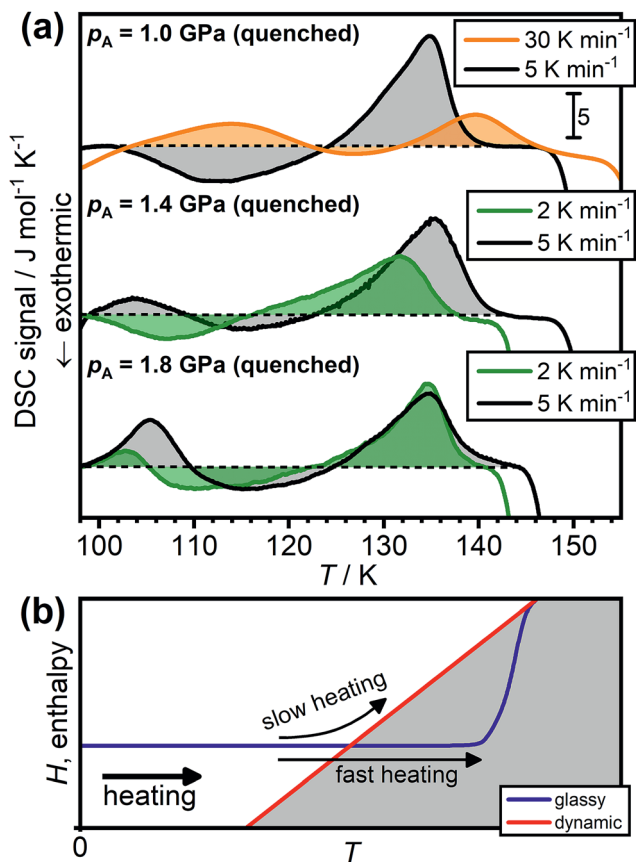 (a)
p_A = 1.0 GPa (quenched)
30 K min⁻¹
5 K min⁻¹
5
p_A = 1.4 GPa (quenched)
2 K min⁻¹
5 K min⁻¹
p_A = 1.8 GPa (quenched)
2 K min⁻¹
5 K min⁻¹
DSC signal / J mol⁻¹ K⁻¹
← exothermic
100 110 120 130 140 150
T / K
(b)
H, enthalpy
slow heating
fast heating
heating
glassy
dynamic
0
T